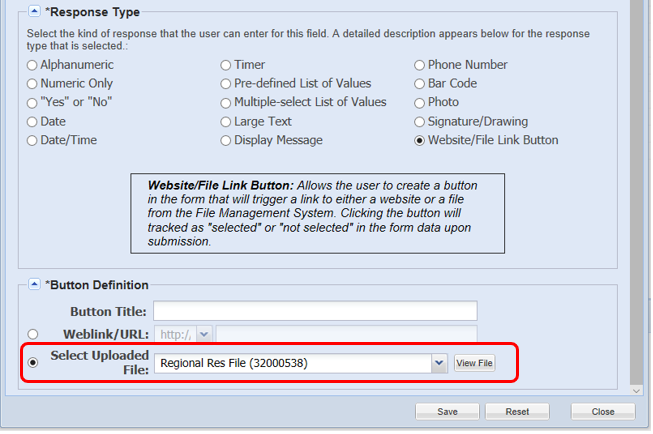 *Response Type
Select the kind of response that the user can enter for this field. A detailed description appears below for the response
type that is selected.:
Alphanumeric Timer Phone Number
Numeric Only Pre-defined List of Values Bar Code
"Yes" or "No" Multiple-select List of Values Photo
Date Large Text Signature/Drawing
Date/Time Display Message Website/File Link Button
Website/File Link Button: Allows the user to create a button
in the form that will trigger a link to either a website or a file
from the File Management System. Clicking the button will
tracked as "selected" or "not selected" in the form data upon
submission.
*Button Definition
Button Title:
Weblink/URL: http:/
Select Uploaded
File: Regional Res File (32000538) View File
Save Reset Close